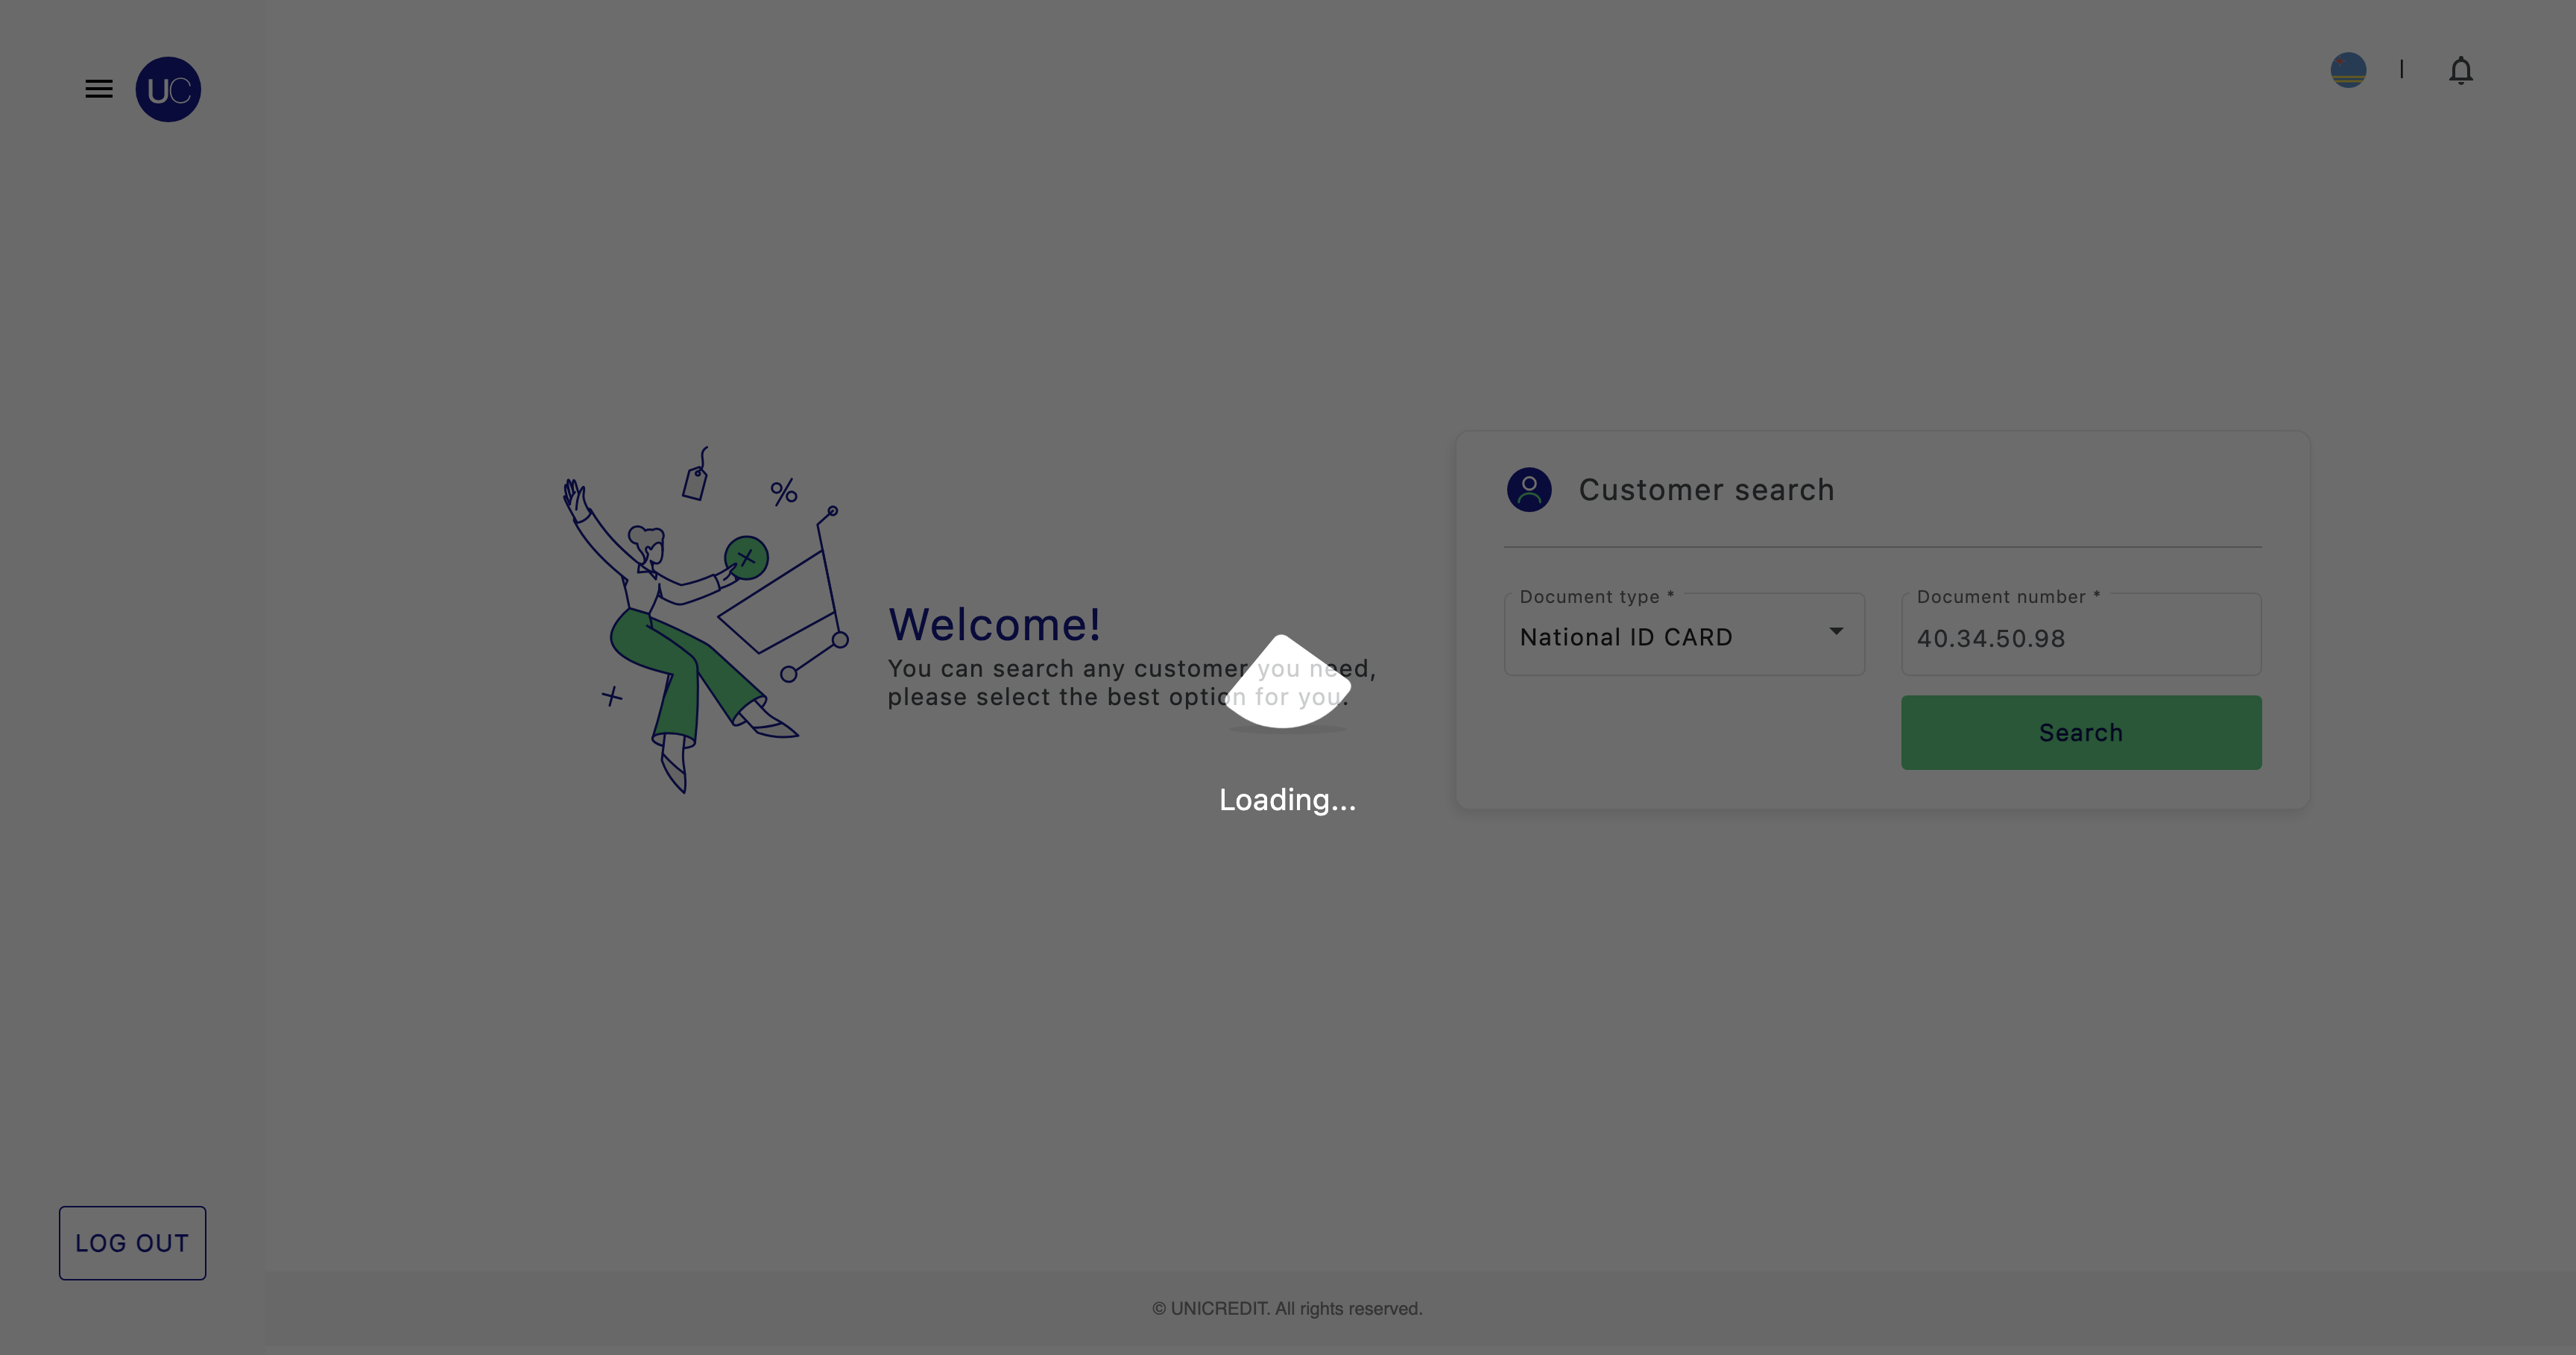 UC
Welcome!
You can search any customer you need,
please select the best option for you.
Loading...
Customer search
Document type *
National ID CARD
Document number *
40.34.50.98
Search
LOG OUT
© UNICREDIT. All rights reserved.